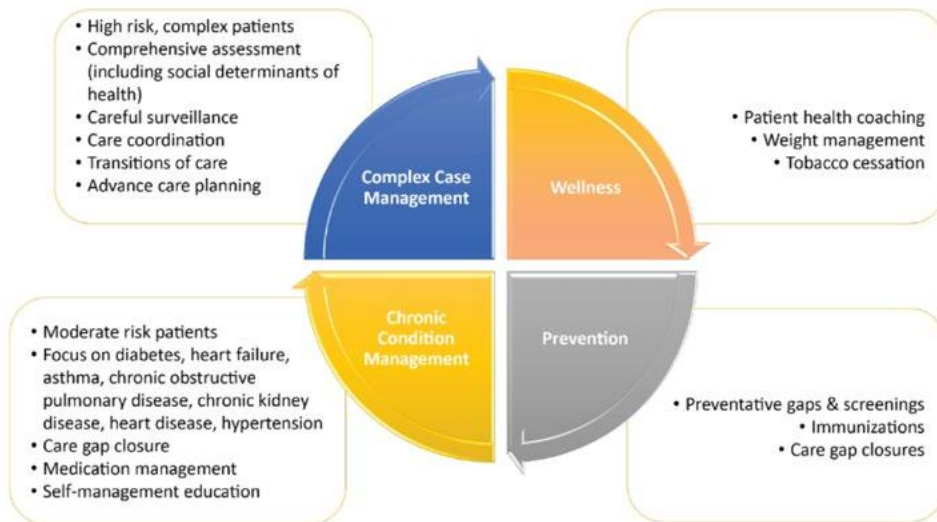 • High risk, complex patients
• Comprehensive assessment
(including social determinants of
health)
• Careful surveillance
• Care coordination
• Transitions of care
• Advance care planning
Complex Case
Management
Wellness
• Patient health coaching
• Weight management
• Tobacco cessation
• Moderate risk patients
• Focus on diabetes, heart failure,
asthma, chronic obstructive
pulmonary disease, chronic kidney
disease, heart disease, hypertension
• Care gap closure
• Medication management
• Self-management education
Chronic
Condition
Management
Prevention
• Preventative gaps & screenings
• Immunizations
• Care gap closures